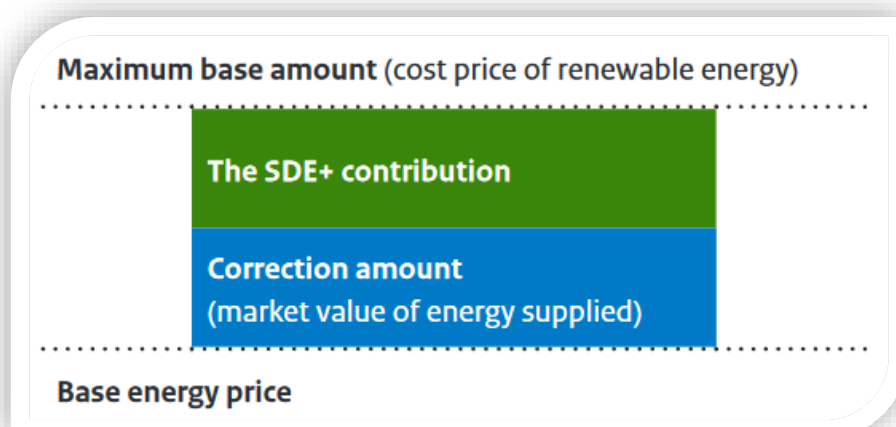 Maximum base amount (cost price of renewable energy)
The SDE+ contribution
Correction amount
(market value of energy supplied)
Base energy price